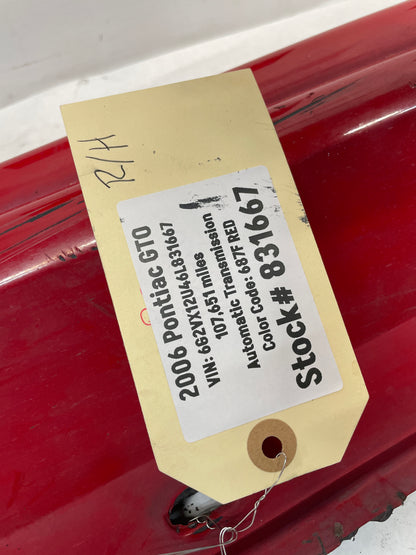 R/H
2006 Pontiac GTO
VIN: 6G2VX12U46L831667
107,651 miles
Automatic Transmission
Color Code: 687F RED
Stock# 831667